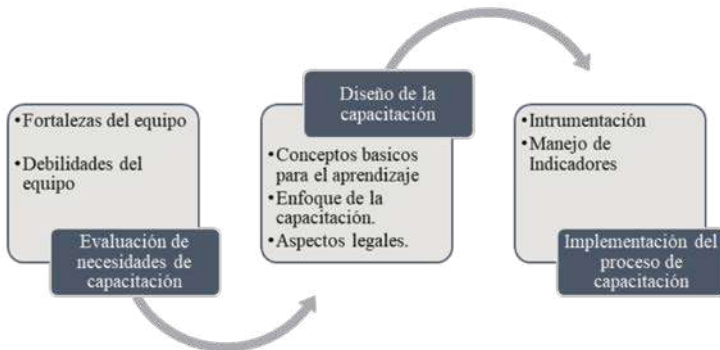 •Fortalezas del equipo
•Debilidades del
equipo
Evaluación de
necesidades de
capacitación
Diseño de la
capacitación
•Conceptos basicos
para el aprendizaje
•Enfoque de la
capacitación.
•Aspectos legales.
•Intrumentación
•Manejo de
Indicadores
Implementación del
proceso de
capacitación